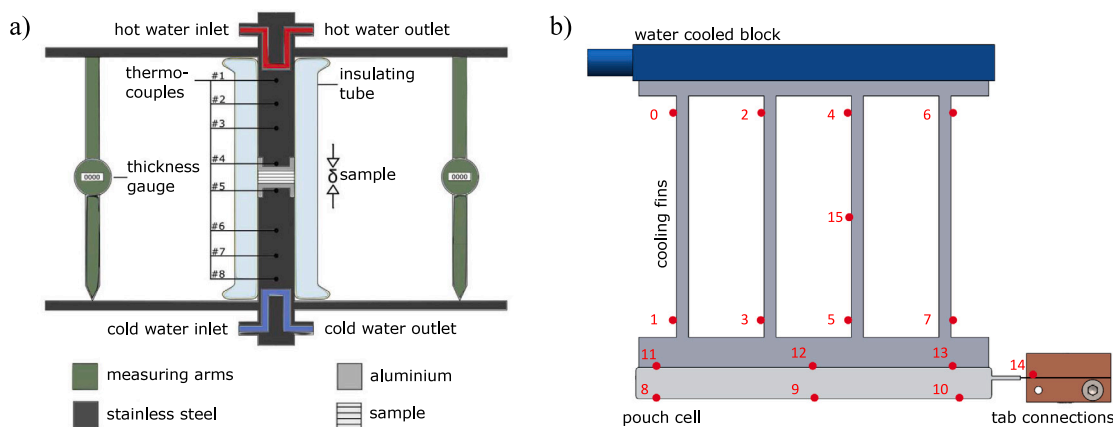 a)
hot water inlet
hot water outlet
thermo-
couples
#1
#2
#3
#4
#5
#6
#7
#8
insulating
tube
thickness
gauge
0000
0000
sample
cold water inlet
cold water outlet
measuring arms
aluminium
stainless steel
sample
b)
water cooled block
0
2
4
6
cooling fins
15
1
3
5
7
11
12
13
14
8
9
10
pouch cell
tab connections